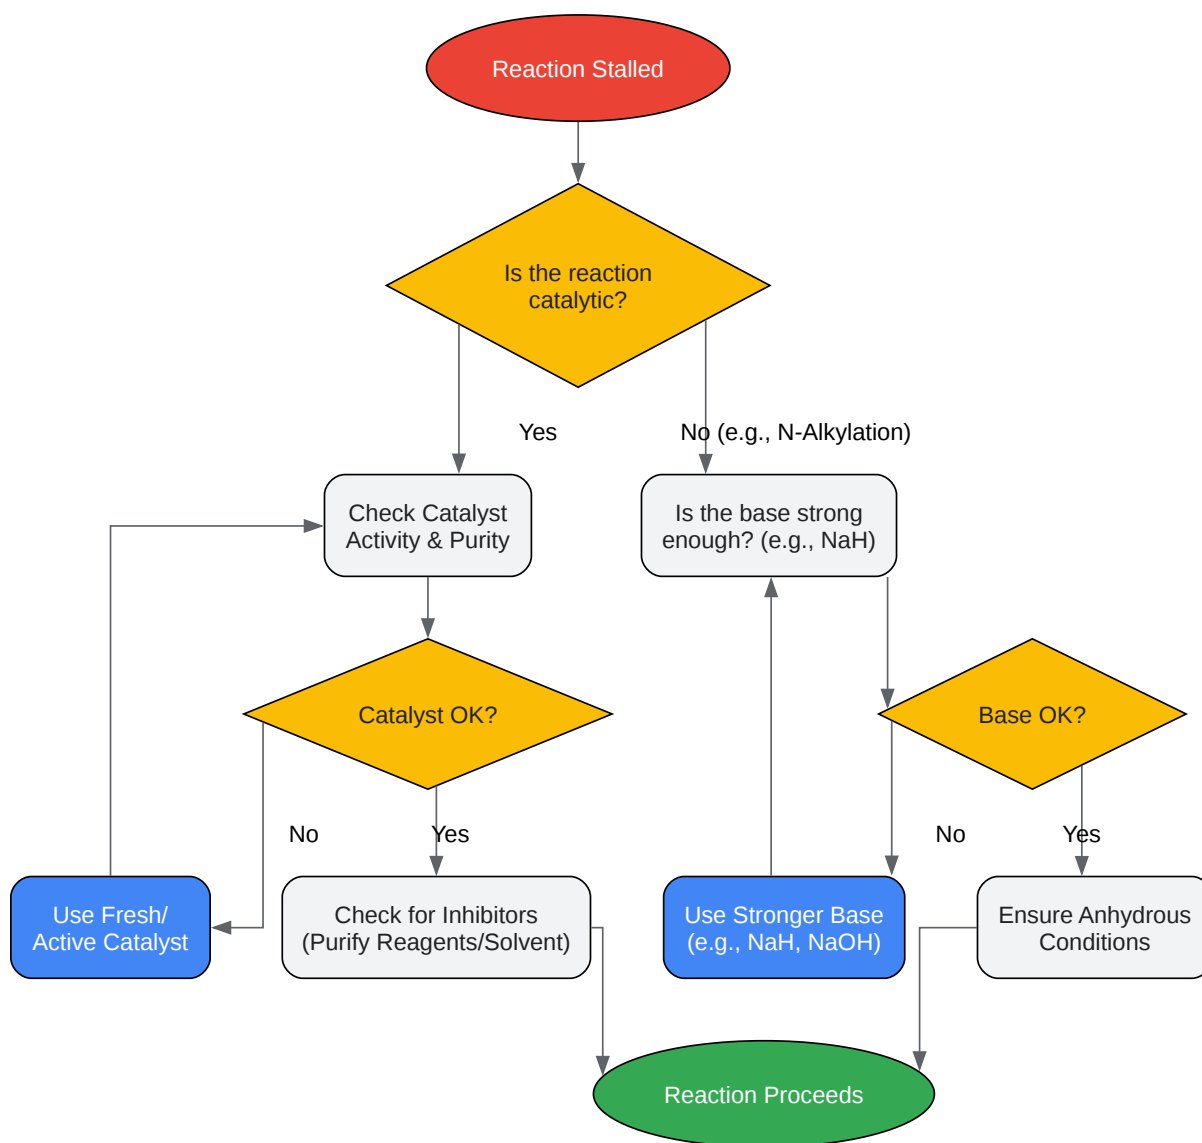 Reaction Stalled
Is the reaction
catalytic?
Yes
No (e.g., N-Alkylation)
Check Catalyst
Activity & Purity
Is the base strong
enough? (e.g., NaH)
Catalyst OK?
Base OK?
No
Yes
No
Yes
Use Fresh/
Active Catalyst
Check for Inhibitors
(Purify Reagents/Solvent)
Use Stronger Base
(e.g., NaH, NaOH)
Ensure Anhydrous
Conditions
Reaction Proceeds